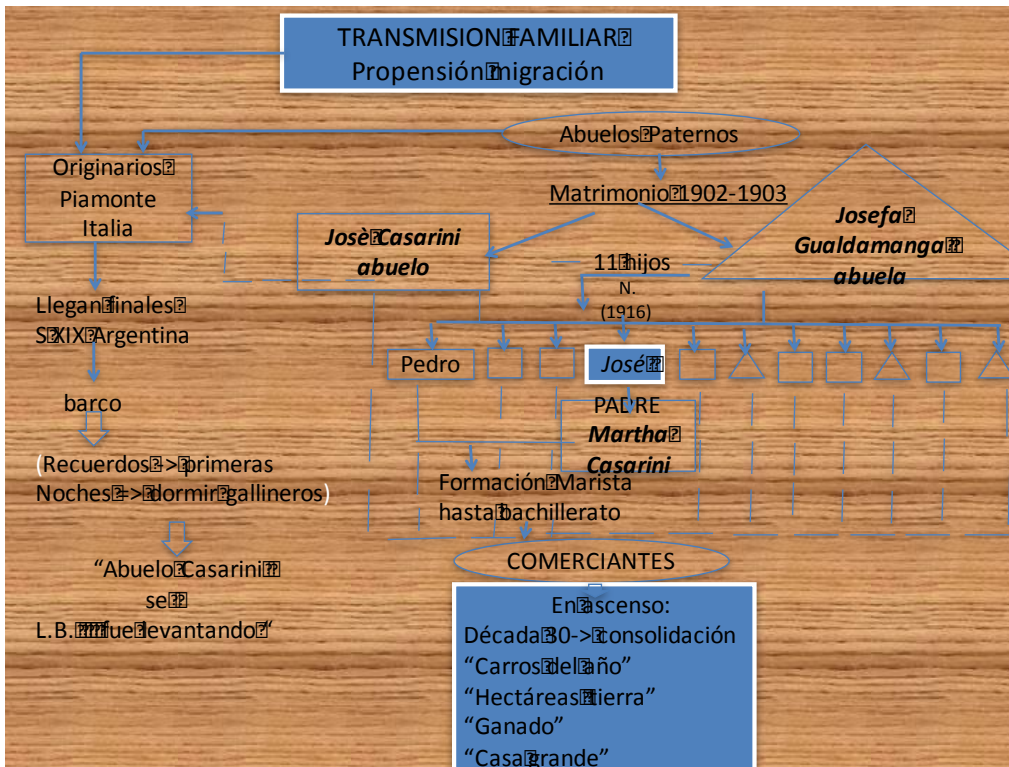 TRANSMISION FAMILIAR
Propensión migración
Abuelos Paternos
Originarios
Piamonte
Italia
Matrimonio 1902-1903
Josè Casarini
abuelo
Josefa
Gualdamanga
abuela
11 hijos
N.
(1916)
Llegan finales
S XIX Argentina
Pedro
José
barco
PADRE
Martha
Casarini
(Recuerdos -> primeras
Noches => dormir gallineros)
Formación Marista
hasta bachillerato
COMERCIANTES
“Abuelo Casarini
se
L.B. fue levantando “
En ascenso:
Década 30-> consolidación
“Carros del año”
“Hectáreas tierra”
“Ganado”
“Casa grande”